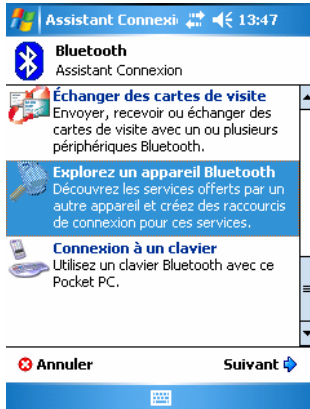 Assistant Connexi 13:47
Bluetooth
Assistant Connexion
Échanger des cartes de visite
Envoyer, recevoir ou échanger des
cartes de visite avec un ou plusieurs
périphériques Bluetooth.
Explorez un appareil Bluetooth
Découvrez les services offerts par un
autre appareil et créez des raccourcis
de connexion pour ces services.
Connexion à un clavier
Utilisez un clavier Bluetooth avec ce
Pocket PC.
Annuler Suivant